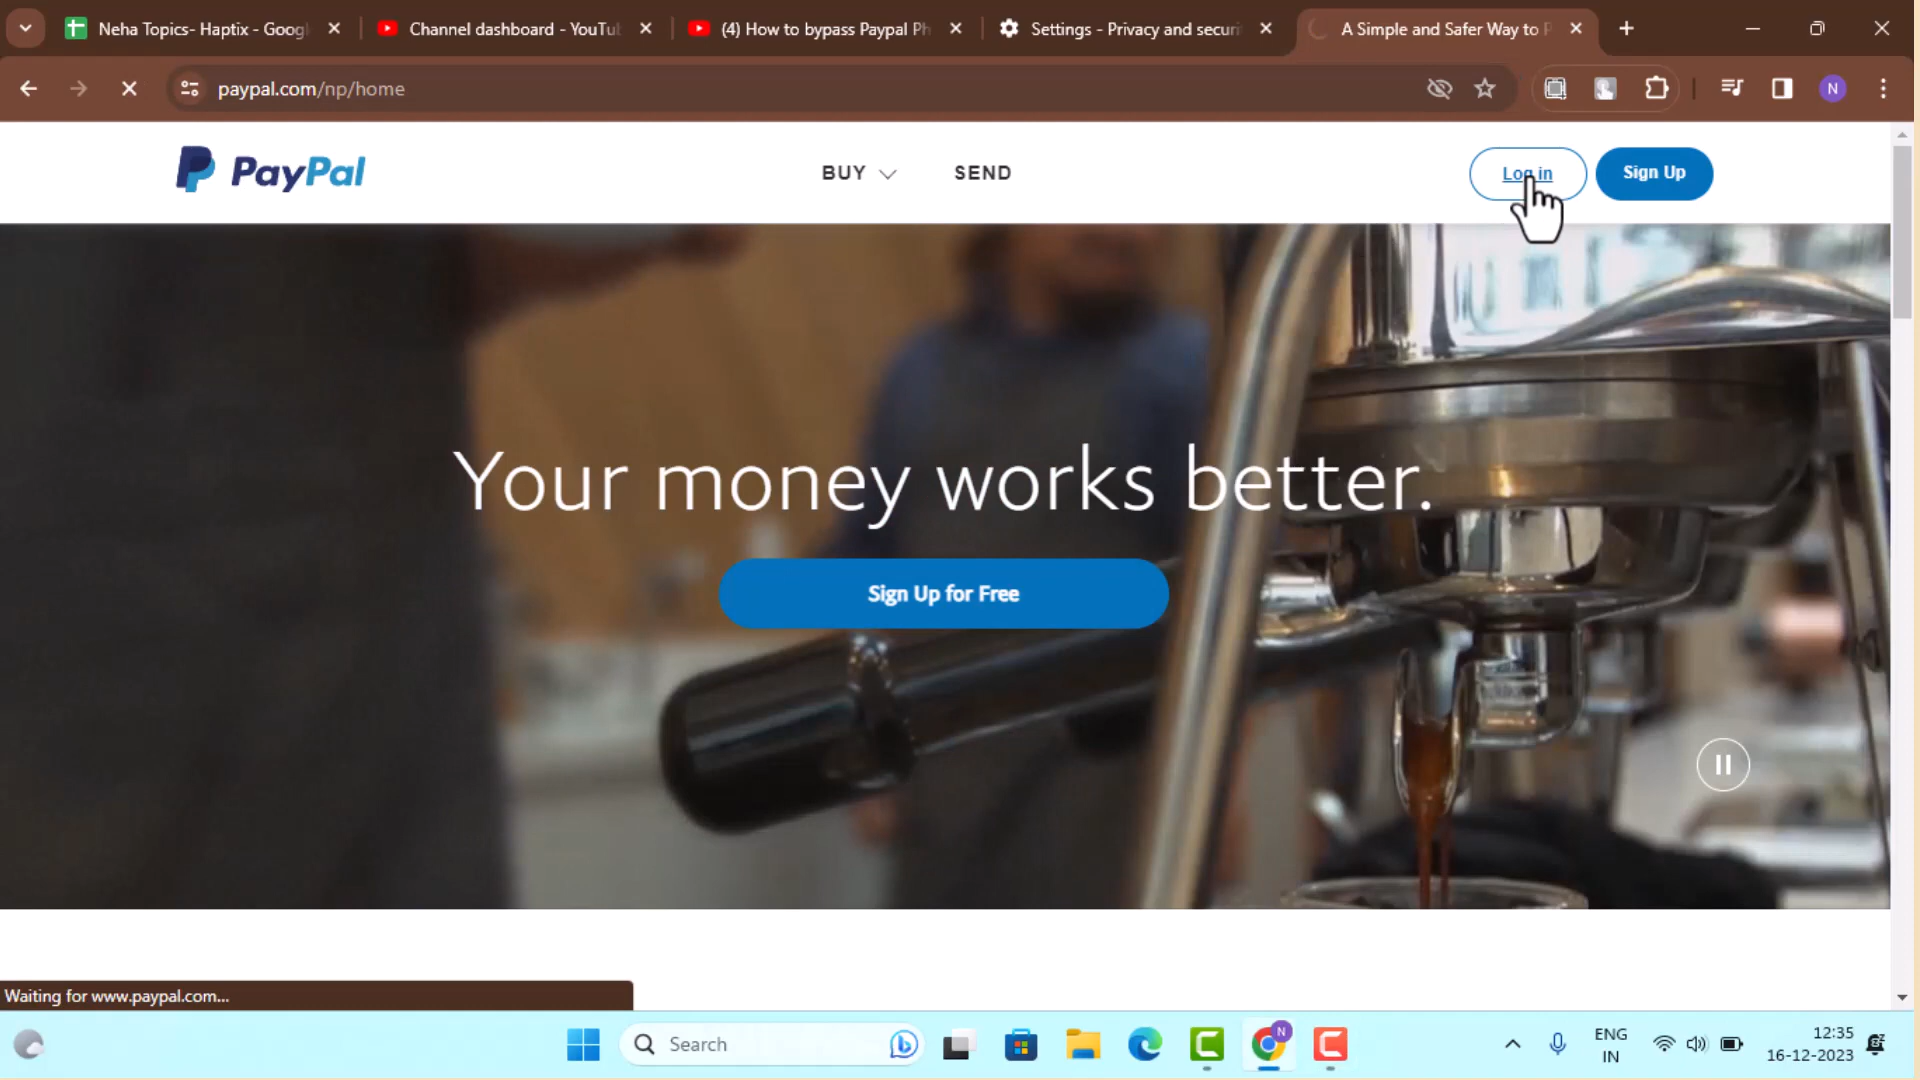 Neha Topics- Haptix - Googl
Channel dashboard - YouTu
(4) How to bypass Paypal Ph
Settings - Privacy and securi
A Simple and Safer Way to P
paypal.com/np/home
N
PayPal
BUY
SEND
Log in
Sign Up
Your money works better.
Sign Up for Free
Waiting for www.paypal.com...
Search
N
ENG
IN
12:35
16-12-2023